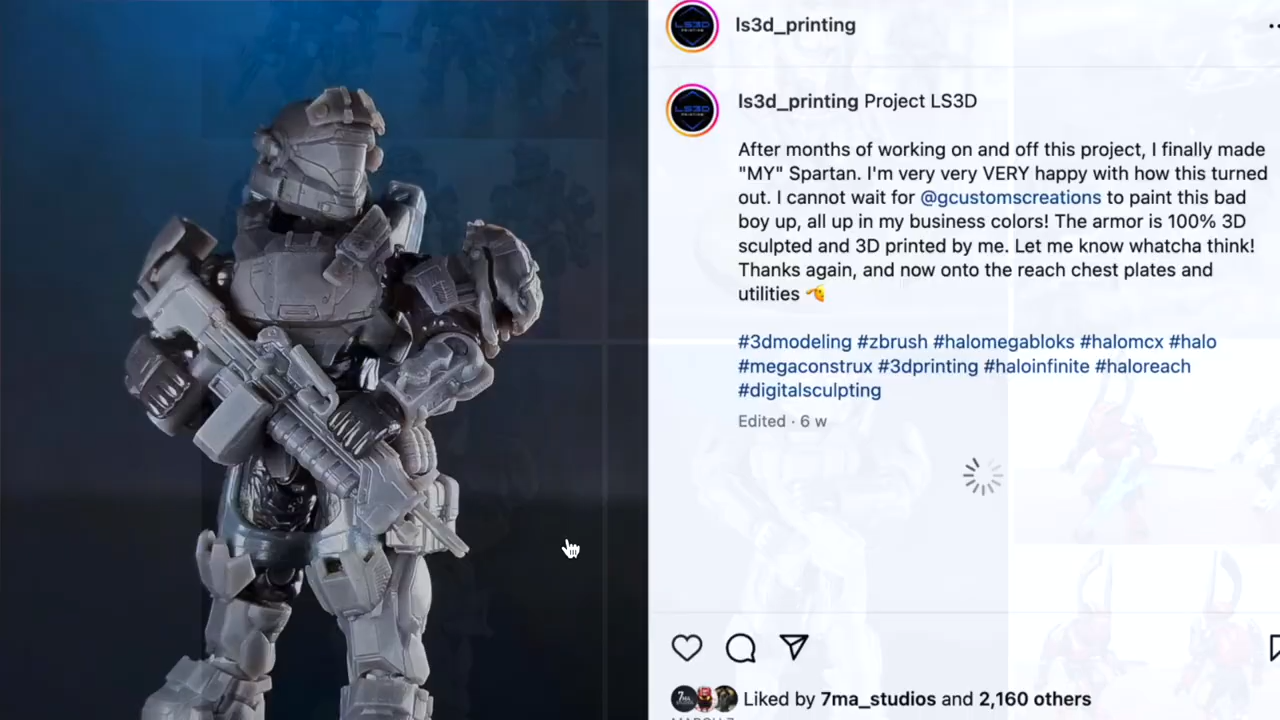 ls3d_printing
LS3D
PRINTING
ls3d_printing Project LS3D
LS3D
PRINTING
After months of working on and off this project, I finally made
"MY" Spartan. I'm very very VERY happy with how this turned
out. I cannot wait for @gcustomscreations to paint this bad
boy up, all up in my business colors! The armor is 100% 3D
sculpted and 3D printed by me. Let me know whatcha think!
Thanks again, and now onto the reach chest plates and
utilities 🫡
#3dmodeling #zbrush #halomegabloks #halomcx #halo
#megaconstrux #3dprinting #haloinfinite #haloreach
#digitalsculpting
Edited · 6 w
Liked by 7ma_studios and 2,160 others